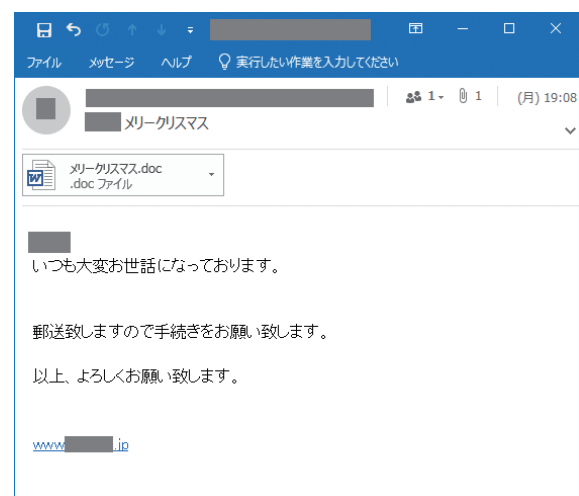 ファイル メッセージ ヘルプ 実行したい作業を入力してください
1 1 (月) 19:08
メリークリスマス
メリークリスマス.doc
.doc ファイル
いつも大変お世話になっております。
郵送致しますので手続きをお願い致します。
以上、よろしくお願い致します。
www .jp